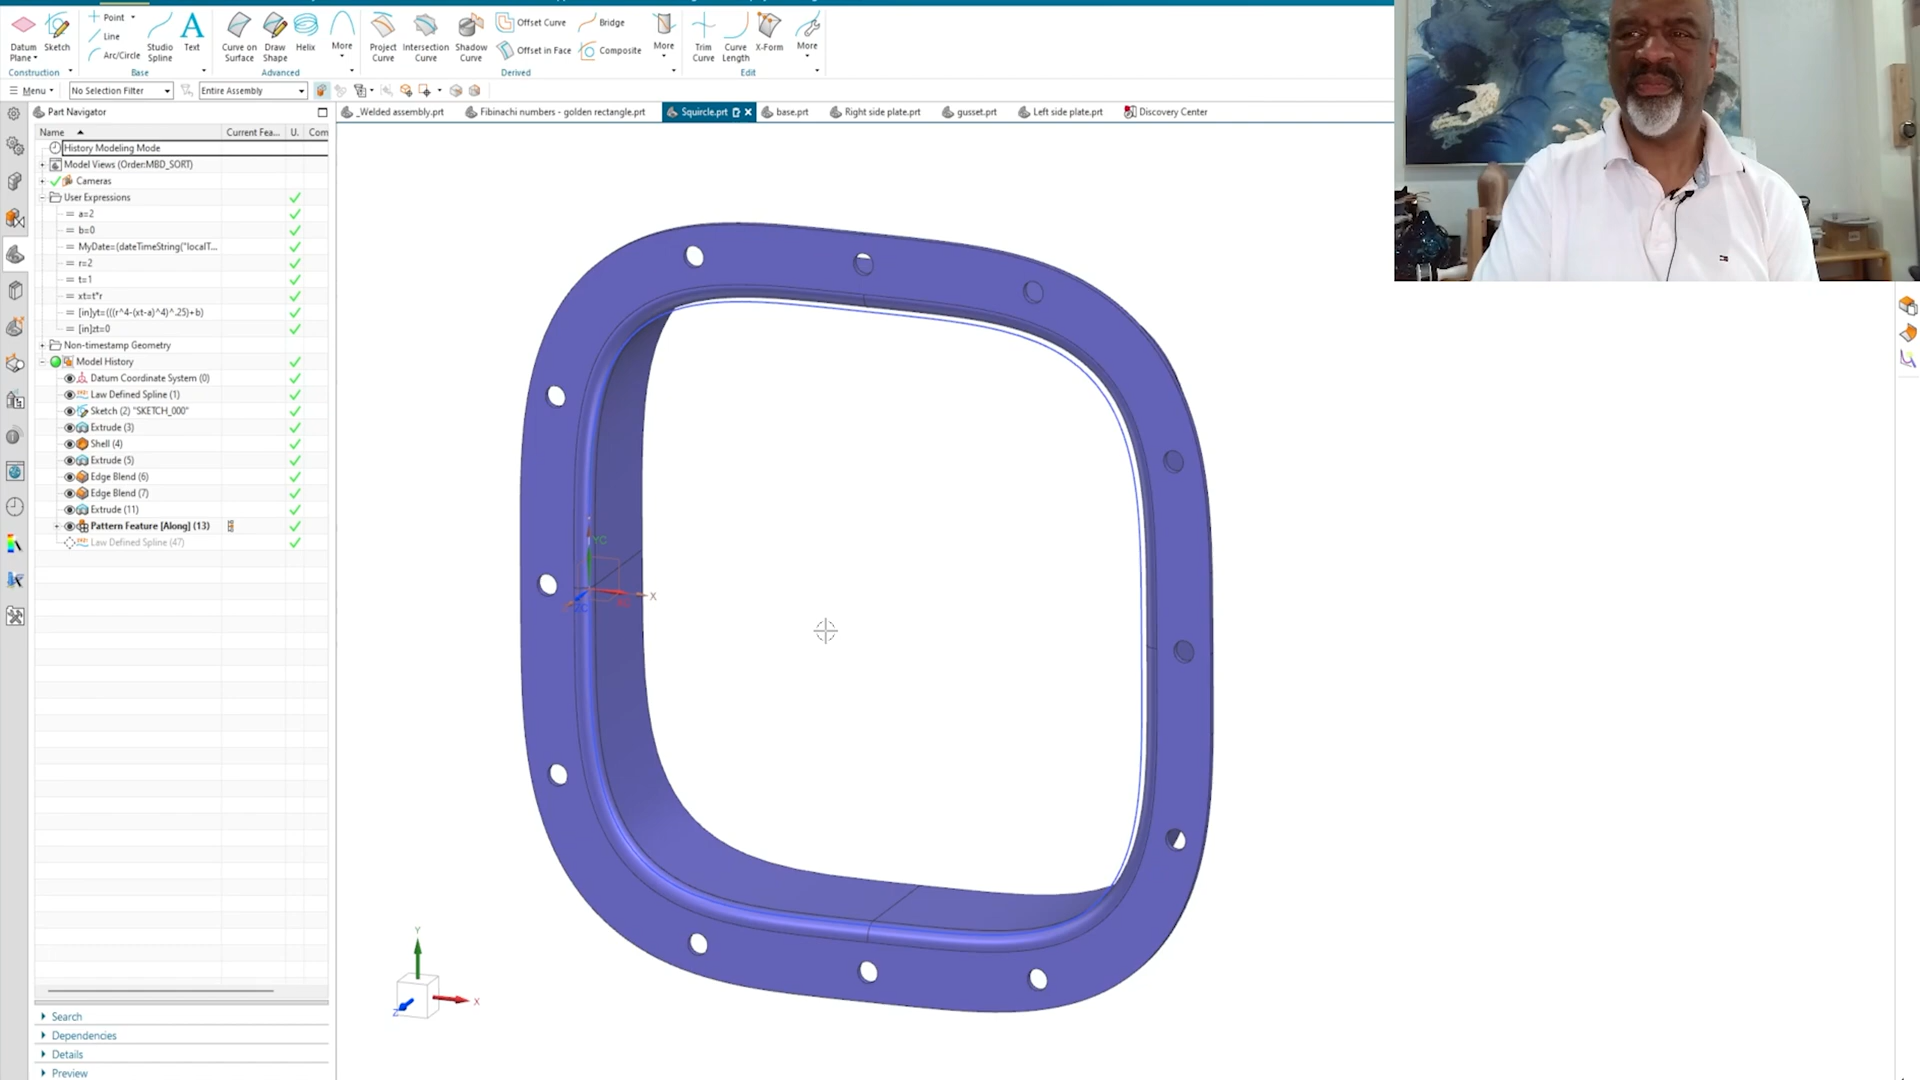 Point
Line
Arc/Circle
Datum Plane
Sketch
Studio Spline
Text
Curve on Surface
Draw Shape
Helix
More
Project Curve
Intersection Curve
Shadow Curve
Offset Curve
Bridge
Offset in Face
Composite
More
Trim Curve
Curve Length
X-Form
More
Construction
Base
Advanced
Derived
Edit
Menu
No Selection Filter
Entire Assembly
Part Navigator
_Welded assembly.prt
Fibinachi numbers - golden rectangle.prt
Squircle.prt
base.prt
Right side plate.prt
gusset.prt
Left side plate.prt
Discovery Center
Name
Current Fea...
U.
Com
History Modeling Mode
Model Views (Order:MBD_SORT)
Cameras
User Expressions
a=2
b=0
MyDate=(dateTimeString("localT...
r=2
t=1
xt=t*r
[in]yt=(((r^4-(xt-a)^4)^.25)+b)
[in]zt=0
Non-timestamp Geometry
Model History
Datum Coordinate System (0)
Law Defined Spline (1)
Sketch (2) "SKETCH_000"
Extrude (3)
Shell (4)
Extrude (5)
Edge Blend (6)
Edge Blend (7)
Extrude (11)
Pattern Feature [Along] (13)
Law Defined Spline (47)
YC
X
ZC
Y
X
Z
Search
Dependencies
Details
Preview